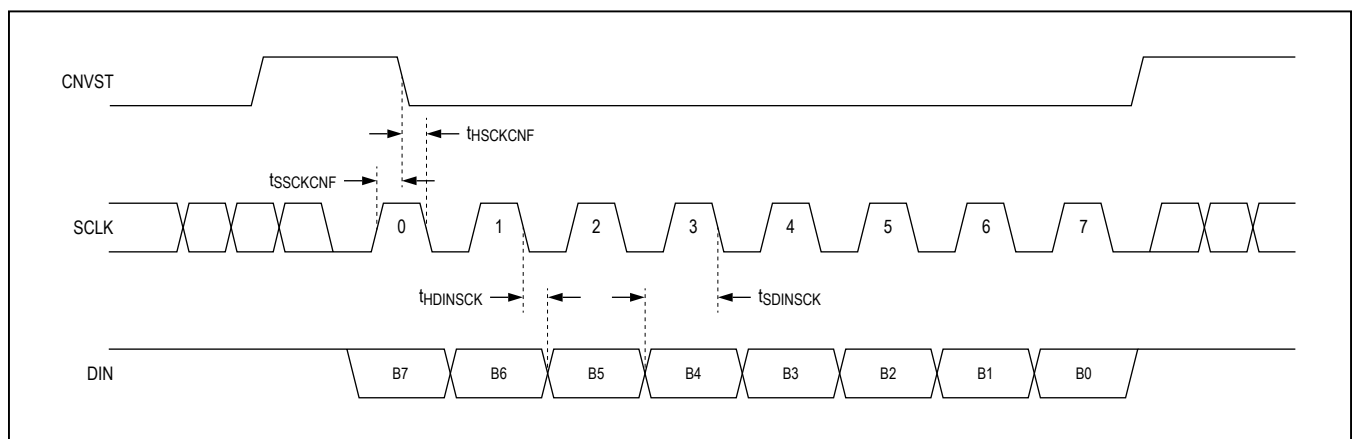 CNVST
tHSCKCNF
tSSCKCNF
SCLK 0 1 2 3 4 5 6 7
tHDINSCK tSDINSCK
DIN B7 B6 B5 B4 B3 B2 B1 B0